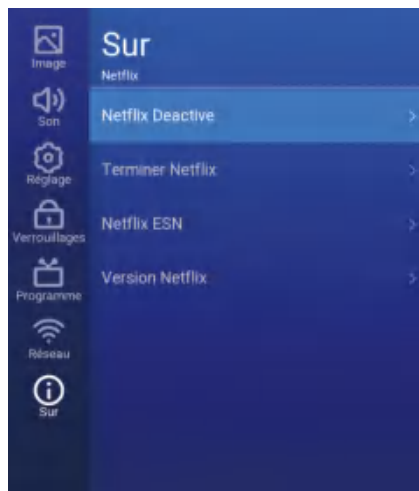 Image
Son
Réglage
Verrouillages
Programme
Réseau
Sur
Sur
Netflix
Netflix Deactive
Terminer Netflix
Netflix ESN
Version Netflix